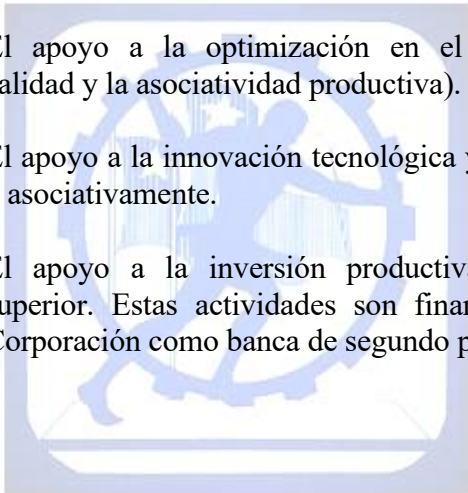 El apoyo a la optimización en el
alidad y la asociatividad productiva).
El apoyo a la innovación tecnológica y
asociativamente.
El apoyo a la inversión productiva
uperior. Estas actividades son finan
Corporación como banca de segundo p